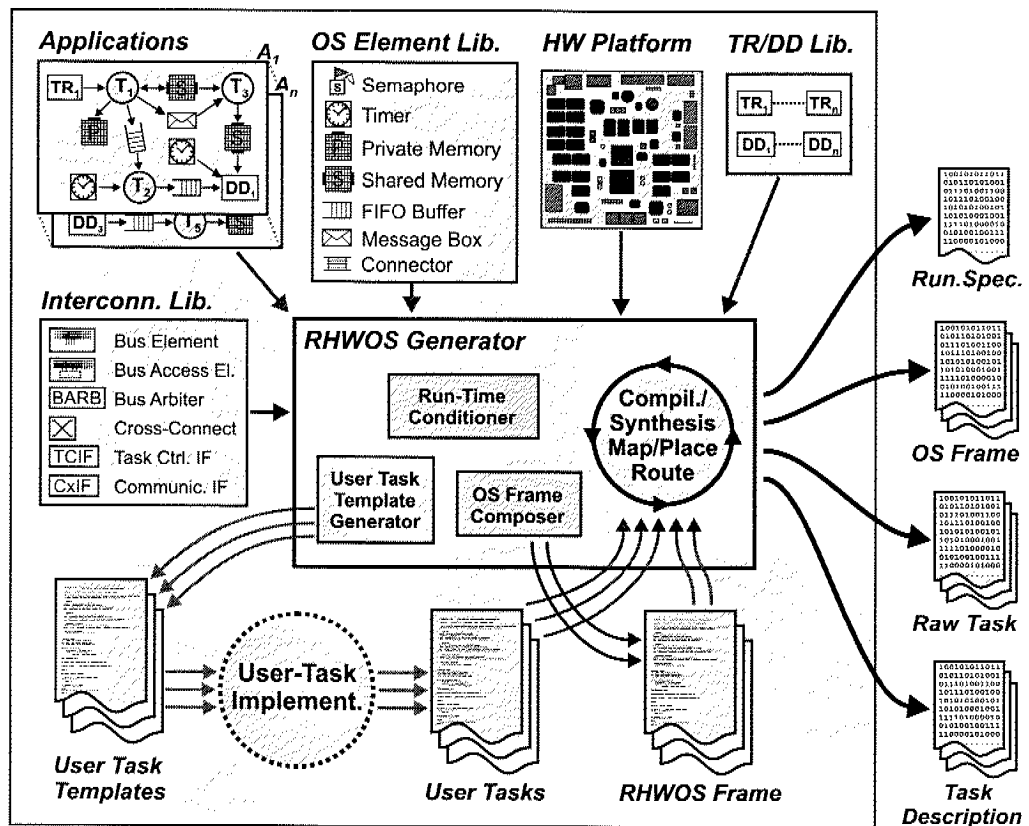 Applications
A1
An
TR1
T1
S
T3
P
S
T2
DD1
DD3
T5
S
OS Element Lib.
S Semaphore
Timer
P Private Memory
S Shared Memory
FIFO Buffer
Message Box
Connector
HW Platform
TR/DD Lib.
TR1 TRn
DD1 DDn
Interconn. Lib.
Bus Element
Bus Access El.
BARB Bus Arbiter
Cross-Connect
TCIF Task Ctrl. IF
CxIF Communic. IF
RHWOS Generator
Run-Time
Conditioner
User Task
Template
Generator
OS Frame
Composer
Compil./
Synthesis
Map/Place
Route
User Task
Templates
User-Task
Implement.
User Tasks
RHWOS Frame
Run.Spec.
OS Frame
Raw Task
Task
Description